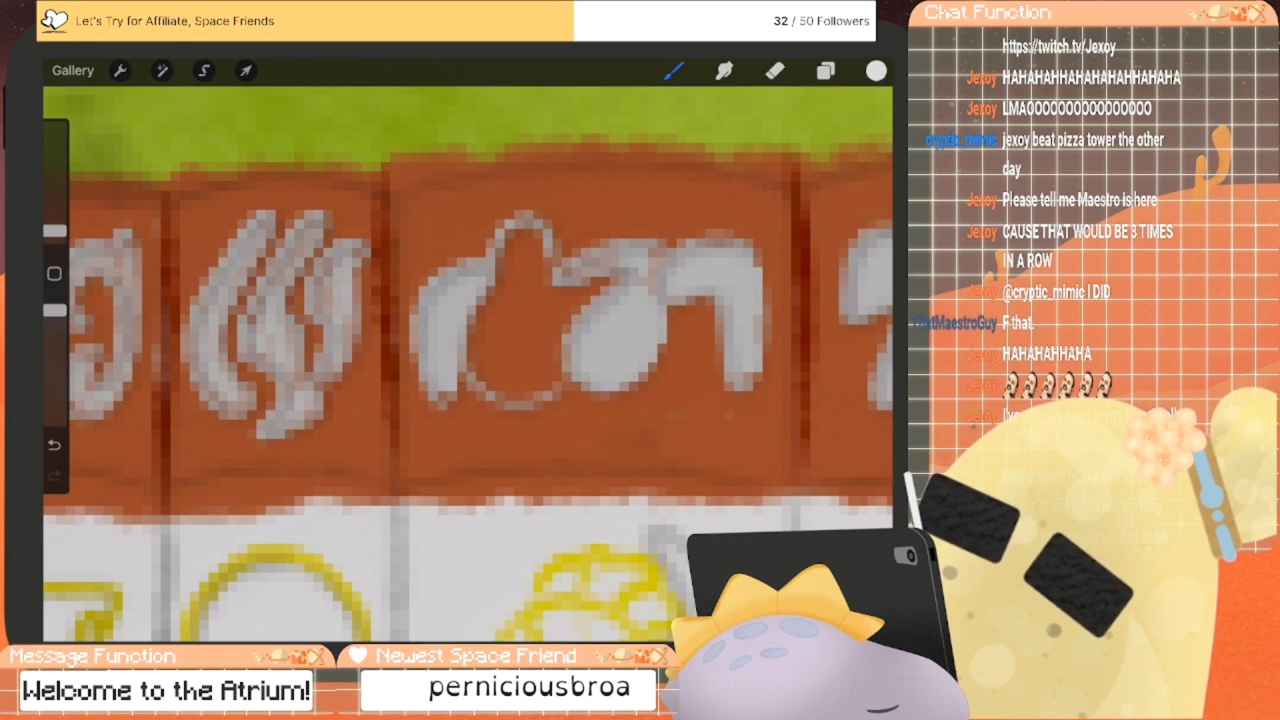 Let's Try for Affiliate, Space Friends
32 / 50 Followers
Gallery
Chat Function
https://twitch.tv/Jexoy
Jexoy HAHAHAHHAHAHAHAHHAHAHA
Jexoy LMAOOOOOOOOOOOOOOO
cryptic_mimic jexoy beat pizza tower the other
day
Jexoy Please tell me Maestro is here
Jexoy CAUSE THAT WOULD BE 3 TIMES
IN A ROW
Jexoy @cryptic_mimic I DID
ThatMaestroGuy F that.
Jexoy HAHAHAHHAHA
Jexoy
Jexoy
Message Function
Newest Space Friend
Welcome to the Atrium!
perniciousbroa